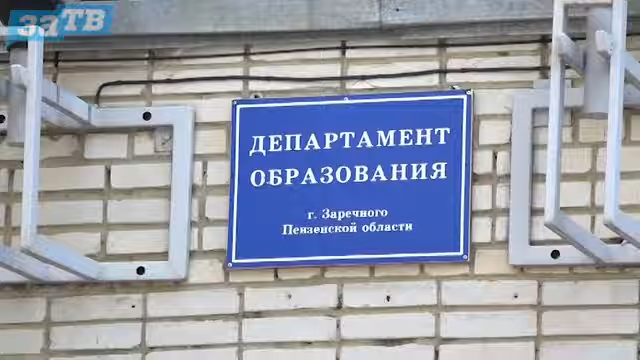 заТВ
ДЕПАРТАМЕНТ
ОБРАЗОВАНИЯ
г. Заречного
Пензенской области